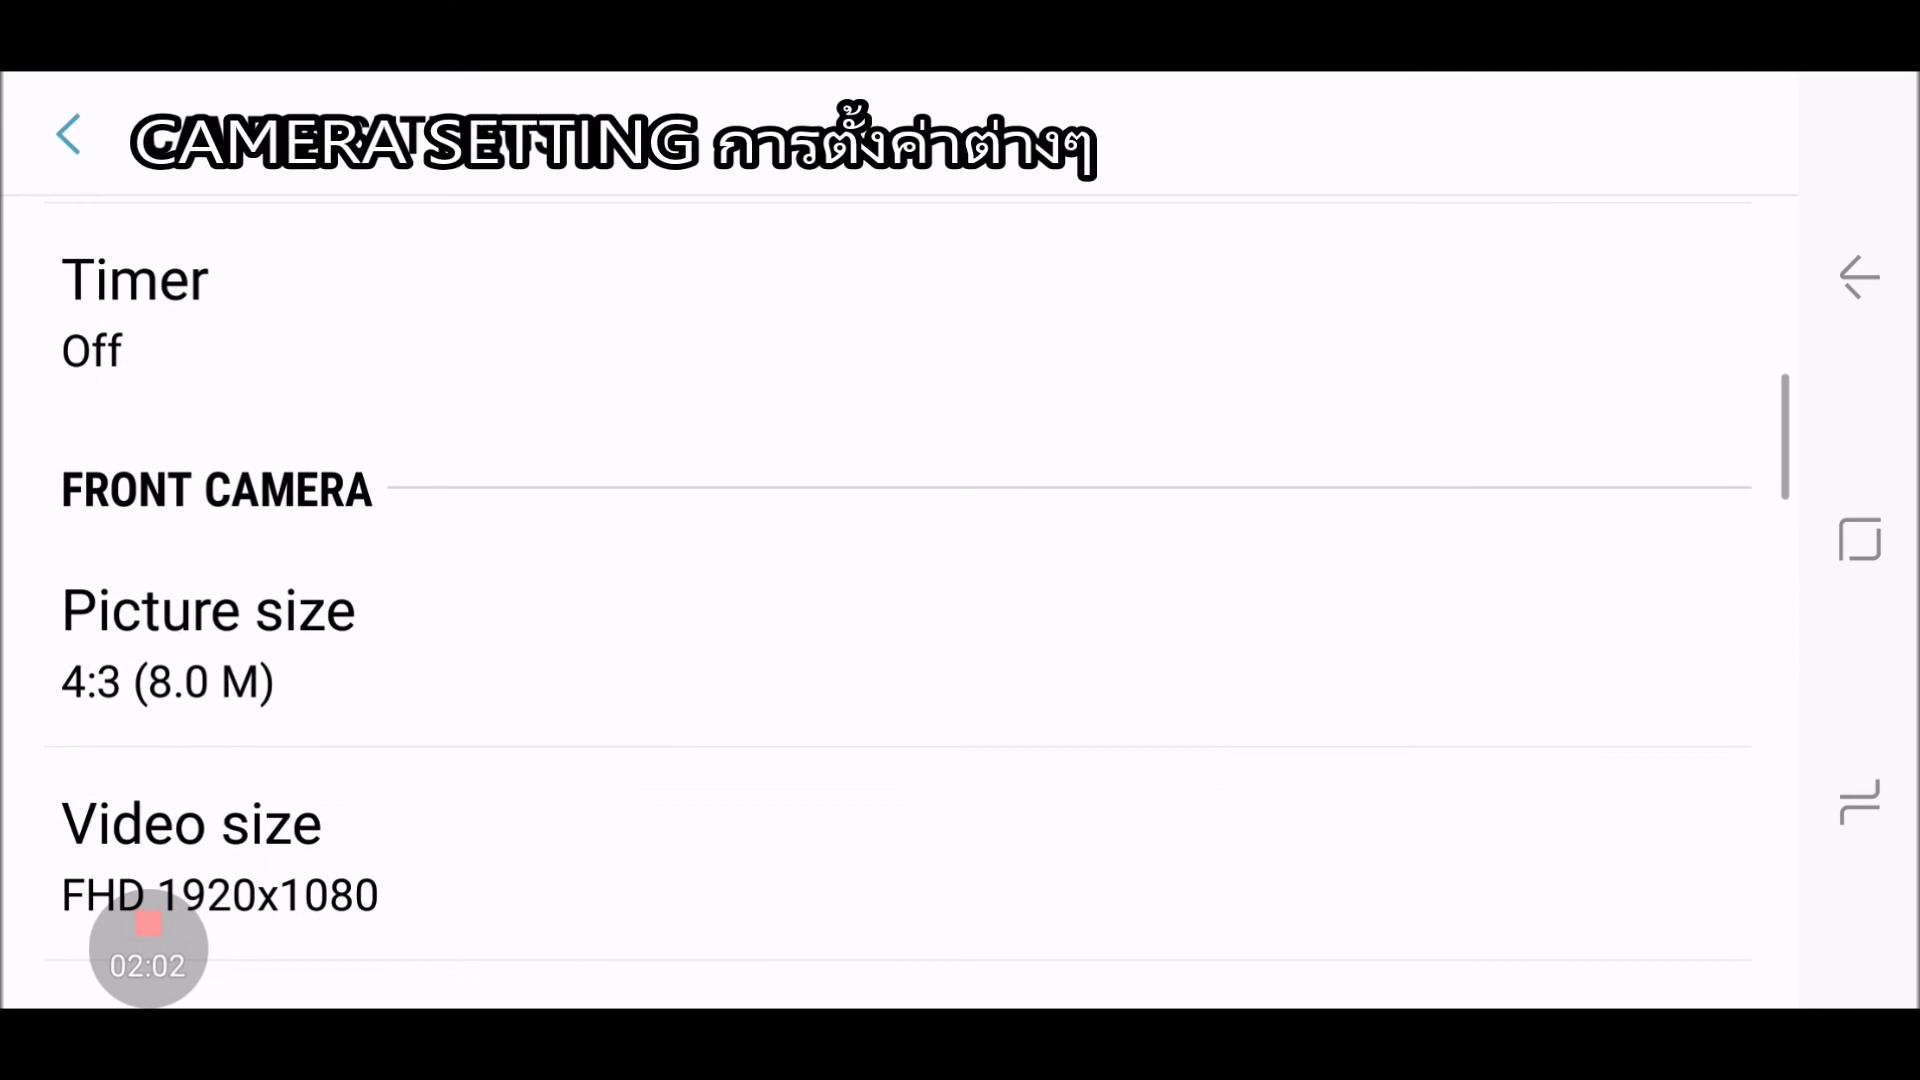 CAMERA SETTING การตั้งค่าต่างๆ
Timer
Off
FRONT CAMERA
Picture size
4:3 (8.0 M)
Video size
FHD 1920x1080
02:02